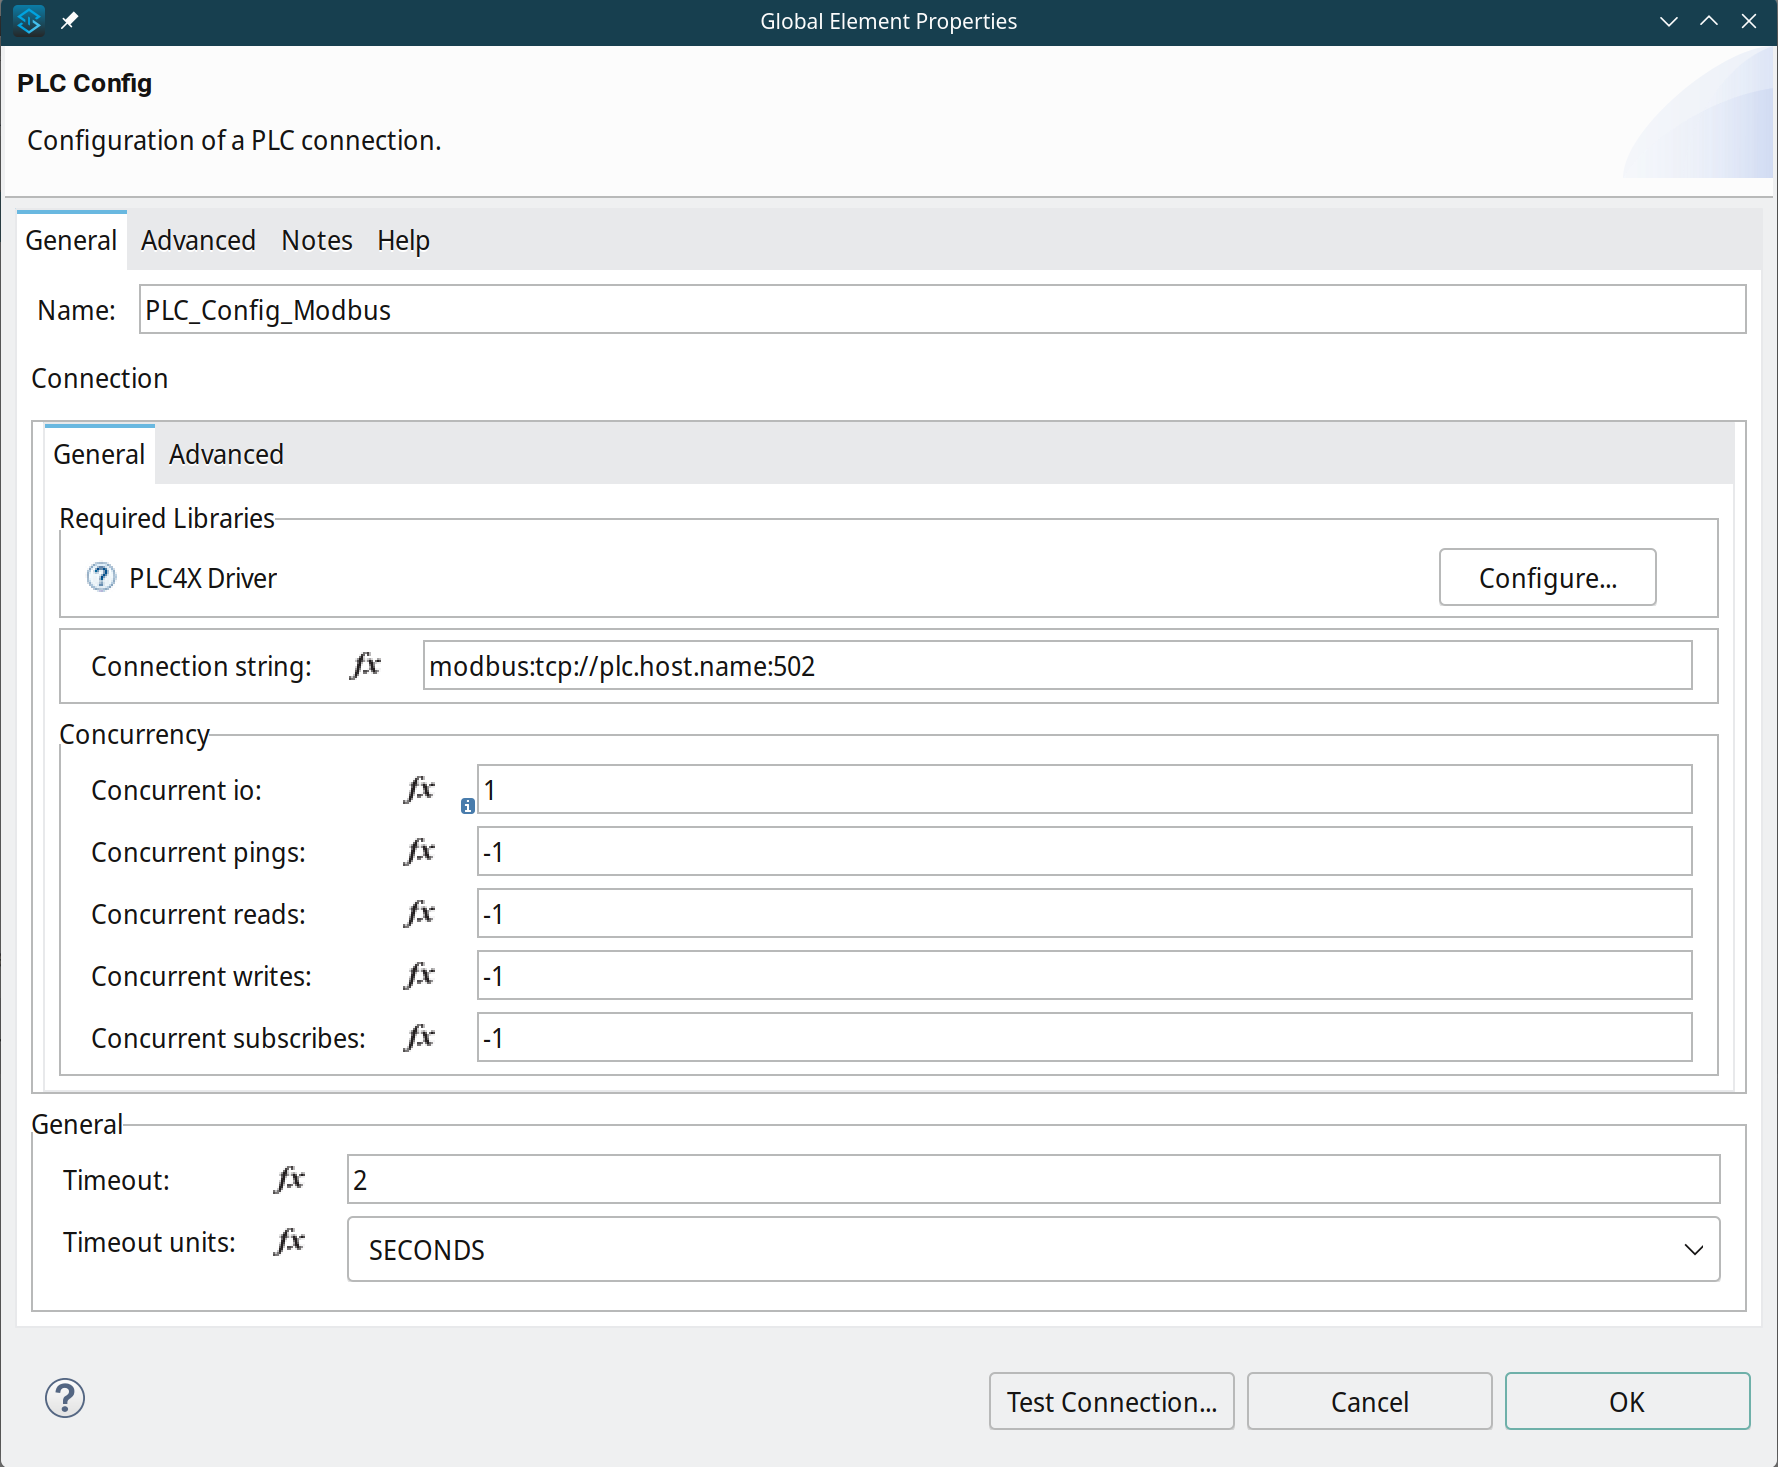 Global Element Properties
PLC Config
Configuration of a PLC connection.
General Advanced Notes Help
Name: PLC_Config_Modbus
Connection
General Advanced
Required Libraries
PLC4X Driver Configure...
Connection string: fx modbus:tcp://plc.host.name:502
Concurrency
Concurrent io: fx 1
Concurrent pings: fx -1
Concurrent reads: fx -1
Concurrent writes: fx -1
Concurrent subscribes: fx -1
General
Timeout: fx 2
Timeout units: fx SECONDS
Test Connection... Cancel OK